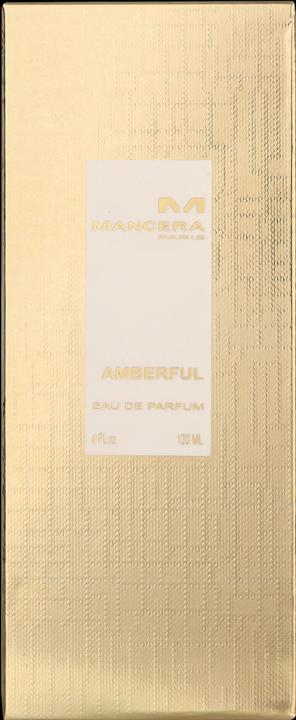 M
MANCERA
PARIS
AMBERFUL
EAU DE PARFUM
4 FL.oz 120 ML